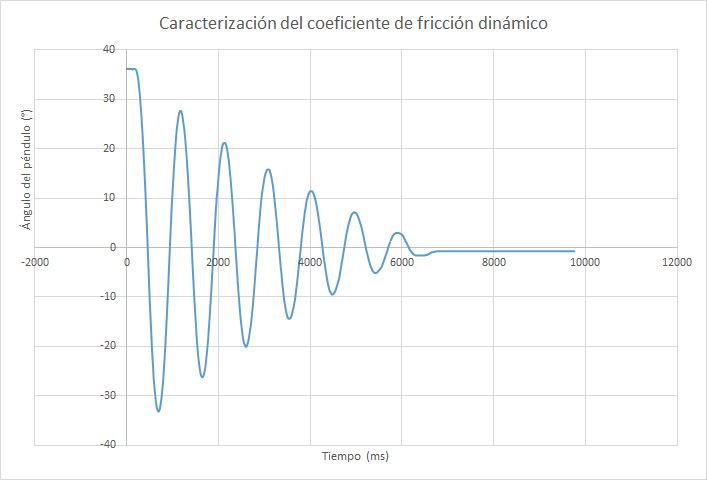 Caracterización del coeficiente de fricción dinámico
Ángulo del péndulo (°)
40
30
20
10
0
-10
-20
-30
-40
-2000 0 2000 4000 6000 8000 10000 12000
Tiempo (ms)